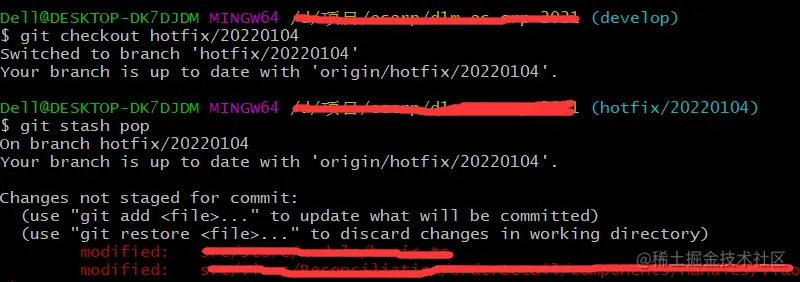 Dell@DESKTOP-DK7DJDM MINGW64 (develop)
$ git checkout hotfix/20220104
Switched to branch 'hotfix/20220104'
Your branch is up to date with 'origin/hotfix/20220104'.
Dell@DESKTOP-DK7DJDM MINGW64 (hotfix/20220104)
$ git stash pop
On branch hotfix/20220104
Your branch is up to date with 'origin/hotfix/20220104'.
Changes not staged for commit:
(use "git add <file>..." to update what will be committed)
(use "git restore <file>..." to discard changes in working directory)
modified:
modified:
@稀土掘金技术社区